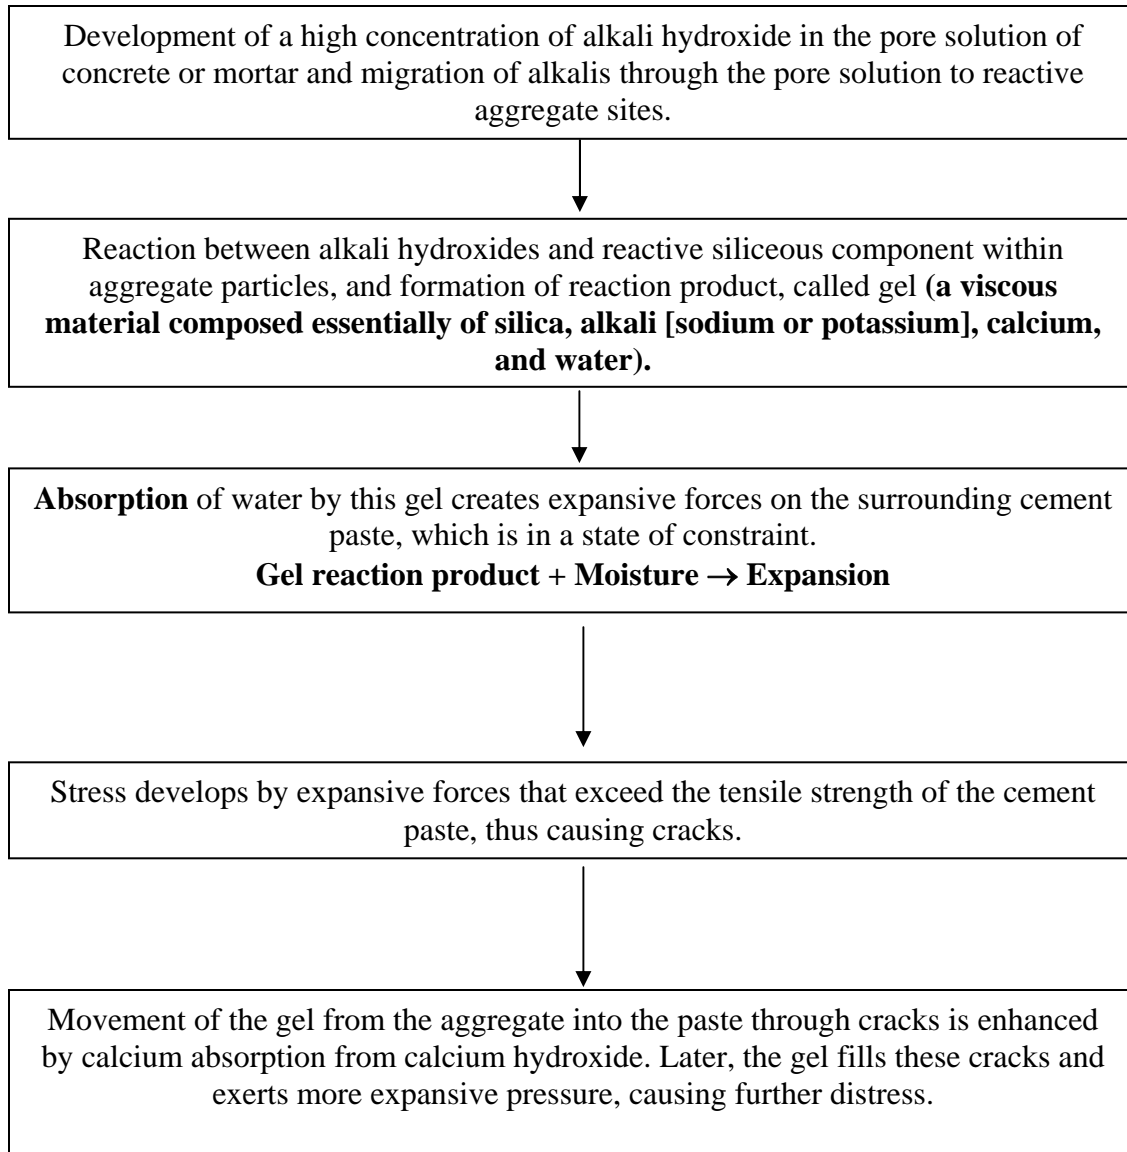 Development of a high concentration of alkali hydroxide in the pore solution of
concrete or mortar and migration of alkalis through the pore solution to reactive
aggregate sites.
Reaction between alkali hydroxides and reactive siliceous component within
aggregate particles, and formation of reaction product, called gel (a viscous
material composed essentially of silica, alkali [sodium or potassium], calcium,
and water).
Absorption of water by this gel creates expansive forces on the surrounding cement
paste, which is in a state of constraint.
Gel reaction product + Moisture → Expansion
Stress develops by expansive forces that exceed the tensile strength of the cement
paste, thus causing cracks.
Movement of the gel from the aggregate into the paste through cracks is enhanced
by calcium absorption from calcium hydroxide. Later, the gel fills these cracks and
exerts more expansive pressure, causing further distress.